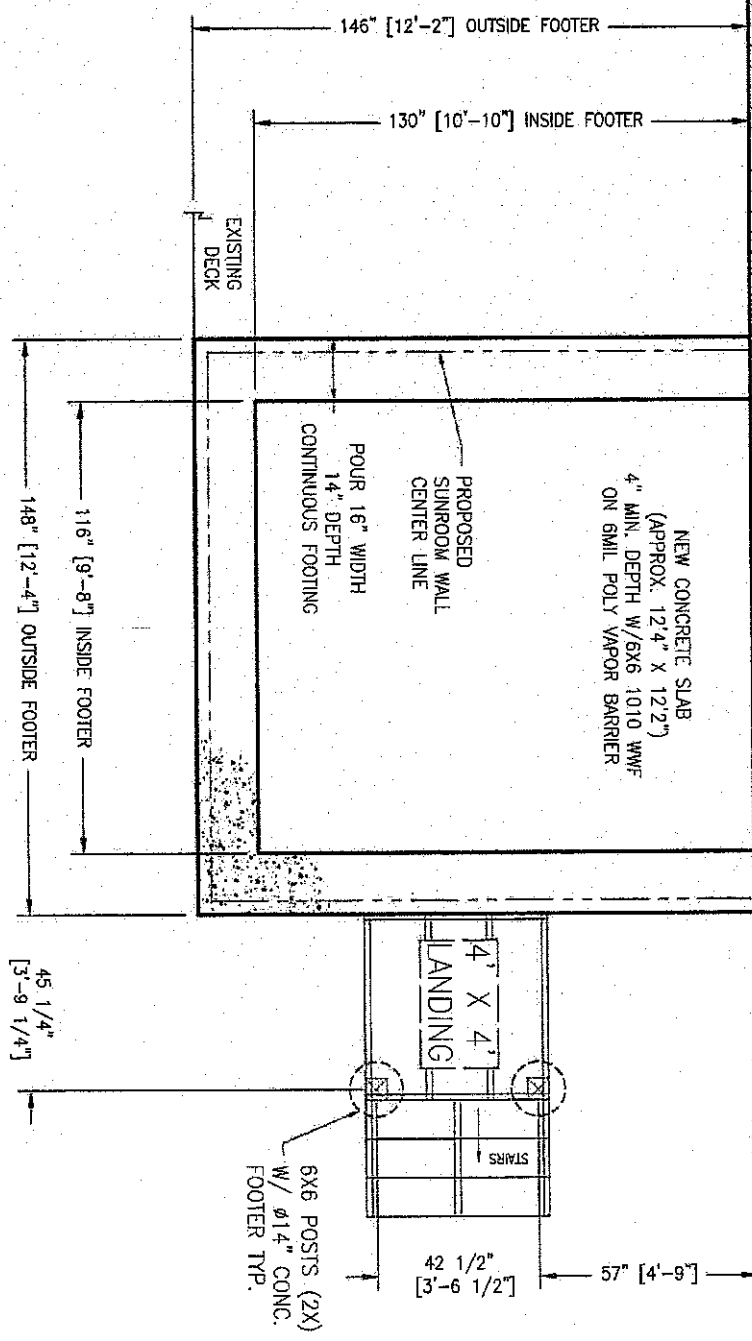 146" [12'-2"] OUTSIDE FOOTER
130" [10'-10"] INSIDE FOOTER
EXISTING
DECK
NEW CONCRETE SLAB
(APPROX. 12'4" X 12'2")
4" MIN. DEPTH W/6X6 1010 WWF
ON 6MIL POLY VAPOR BARRIER
PROPOSED
SUNROOM WALL
CENTER LINE
POUR 16" WIDTH
14" DEPTH
CONTINUOUS FOOTING
116" [9'-8"] INSIDE FOOTER
148" [12'-4"] OUTSIDE FOOTER
4' X 4'
LANDING
STAIRS
45 1/4"
[3'-9 1/4"]
6X6 POSTS (2X)
W/ ø14" CONC.
FOOTER TYP.
42 1/2"
[3'-6 1/2"]
57" [4'-9"]